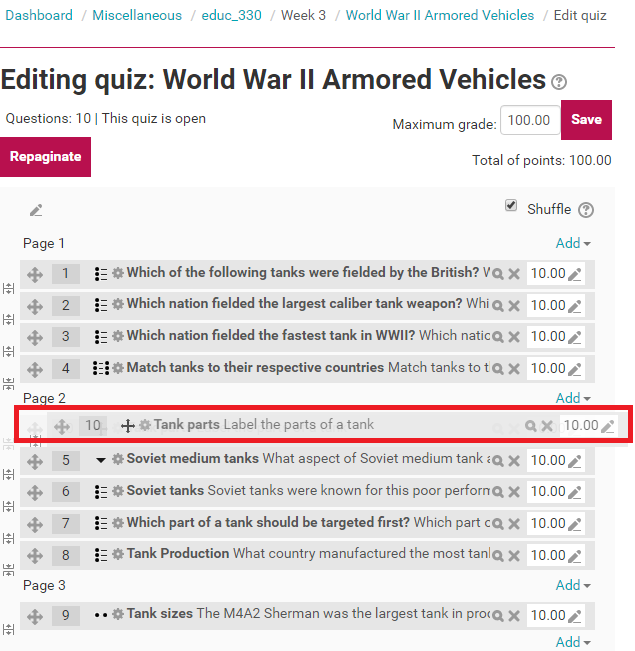 Dashboard / Miscellaneous / educ_330 / Week 3 / World War II Armored Vehicles / Edit quiz
Editing quiz: World War II Armored Vehicles ?
Questions: 10 | This quiz is open
Maximum grade: 100.00 Save
Repaginate
Total of points: 100.00
Shuffle ?
Page 1 Add
1 Which of the following tanks were fielded by the British? 10.00
2 Which nation fielded the largest caliber tank weapon? Whi 10.00
3 Which nation fielded the fastest tank in WWII? Which natio 10.00
4 Match tanks to their respective countries Match tanks to t 10.00
Page 2 Add
10 Tank parts Label the parts of a tank 10.00
5 Soviet medium tanks What aspect of Soviet medium tank 10.00
6 Soviet tanks Soviet tanks were known for this poor perform 10.00
7 Which part of a tank should be targeted first? Which part 10.00
8 Tank Production What country manufactured the most tank 10.00
Page 3 Add
9 Tank sizes The M4A2 Sherman was the largest tank in pro 10.00
Add